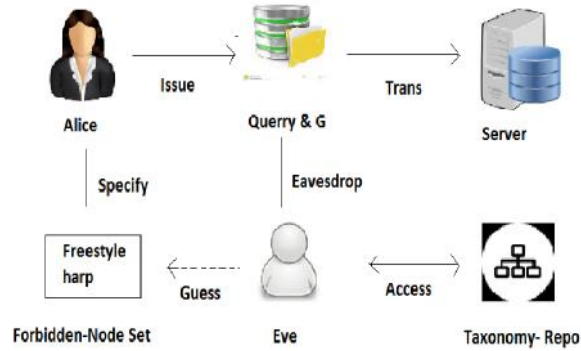 Issue
Trans
Alice
Querry & G
Server
Specify
Eavesdrop
Freestyle
harp
Guess
Access
Forbidden-Node Set
Eve
Taxonomy- Repo